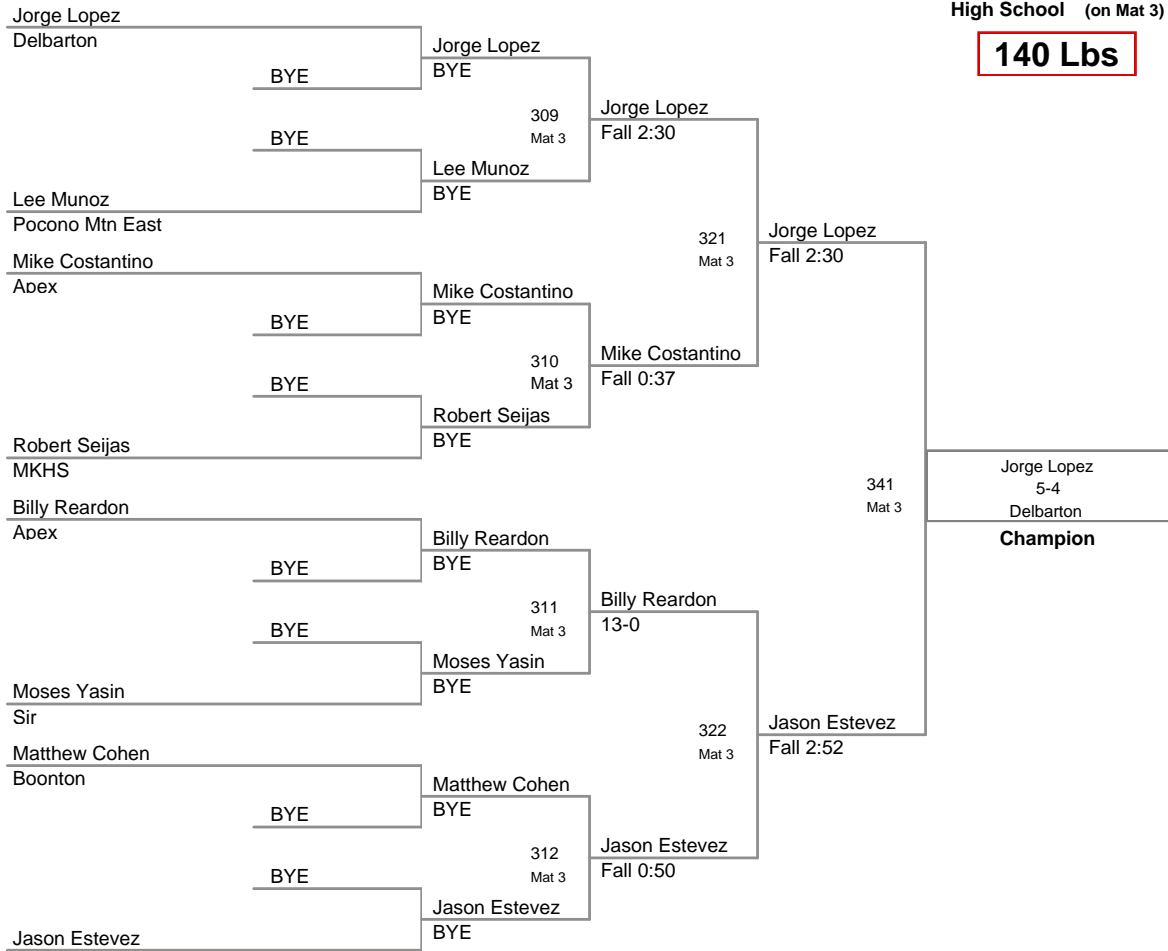 High School (on Mat 3)
140 Lbs
Jorge Lopez
Delbarton
BYE
Jorge Lopez
BYE
BYE
Lee Munoz
Pocono Mtn East
Lee Munoz
BYE
309
Mat 3
Jorge Lopez
Fall 2:30
Mike Costantino
Apex
BYE
Mike Costantino
BYE
BYE
Robert Seijas
MKHS
Robert Seijas
BYE
310
Mat 3
Mike Costantino
Fall 0:37
321
Mat 3
Jorge Lopez
Fall 2:30
Billy Reardon
Apex
BYE
Billy Reardon
BYE
BYE
Moses Yasin
Sir
Moses Yasin
BYE
311
Mat 3
Billy Reardon
13-0
Matthew Cohen
Boonton
BYE
Matthew Cohen
BYE
BYE
Jason Estevez
Jason Estevez
BYE
312
Mat 3
Jason Estevez
Fall 0:50
322
Mat 3
Jason Estevez
Fall 2:52
341
Mat 3
Jorge Lopez
5-4
Delbarton
Champion